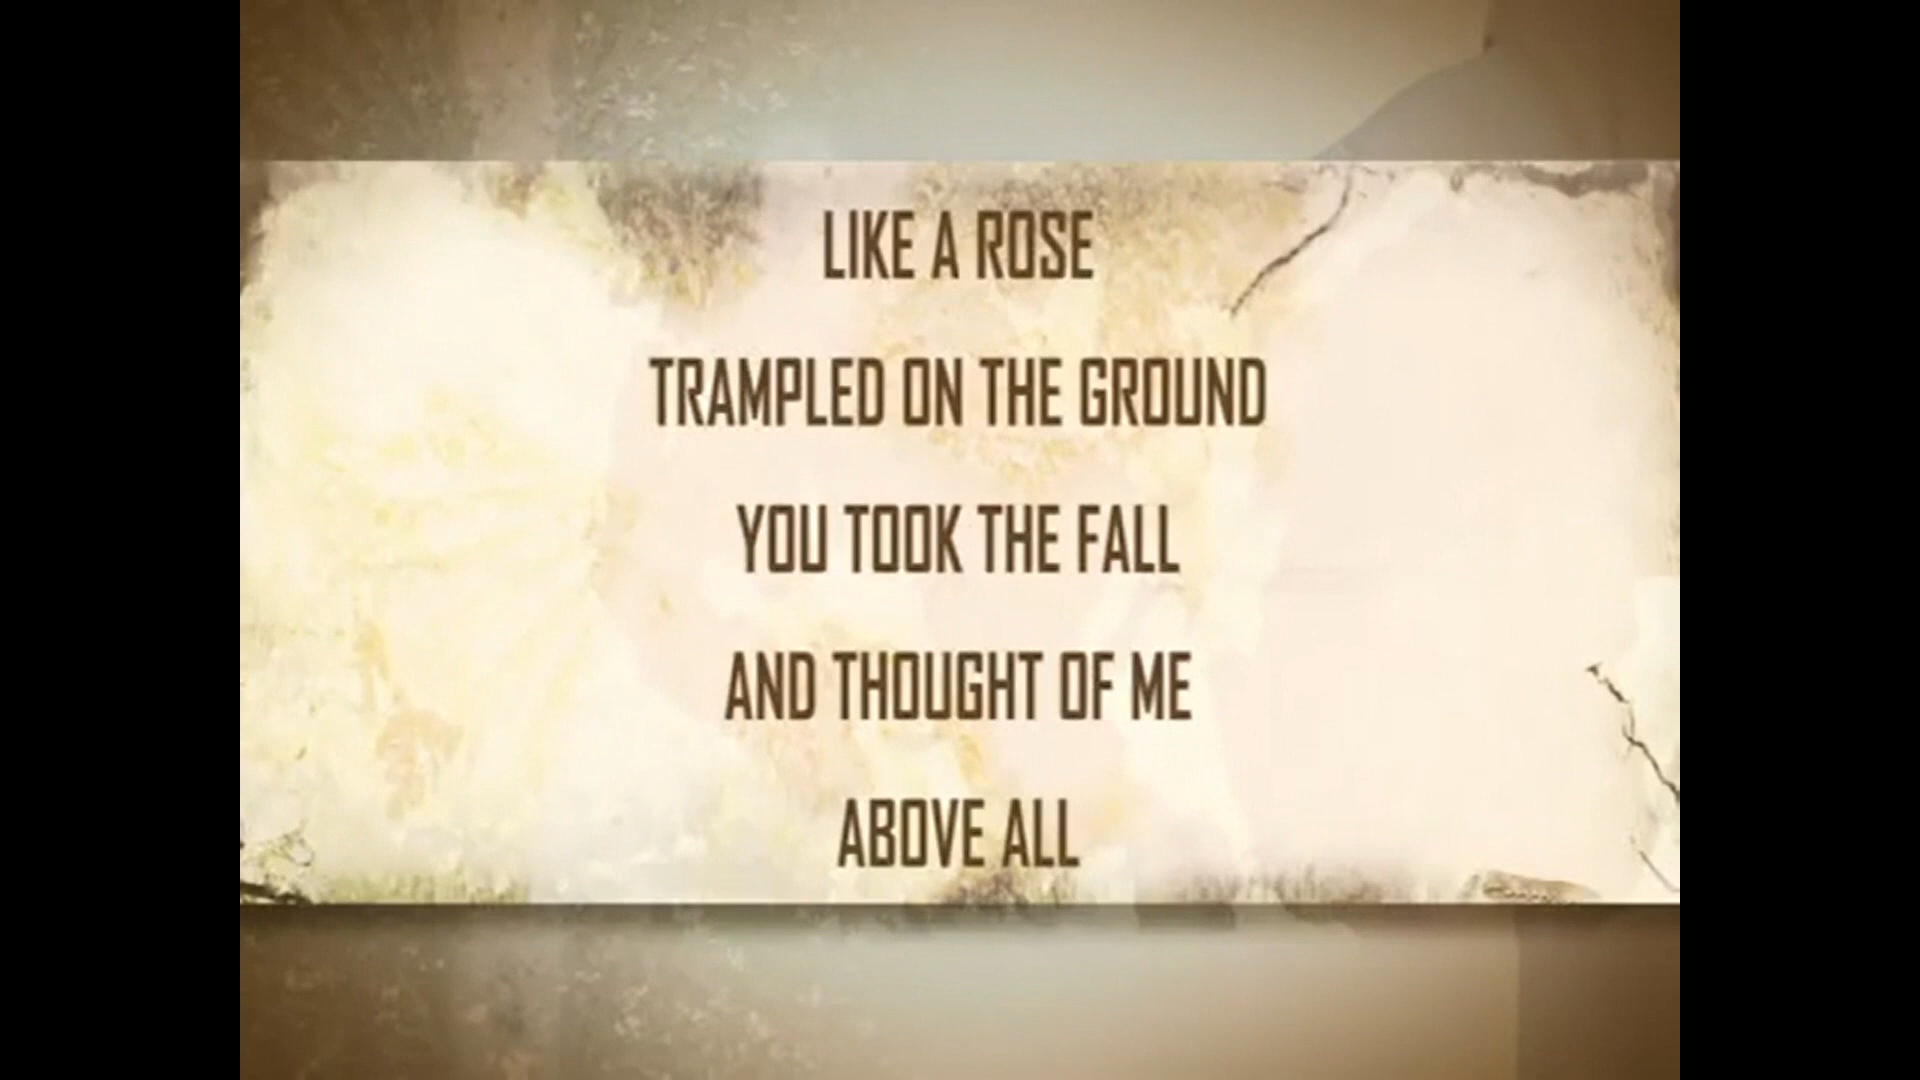 LIKE A ROSE
TRAMPLED ON THE GROUND
YOU TOOK THE FALL
AND THOUGHT OF ME
ABOVE ALL